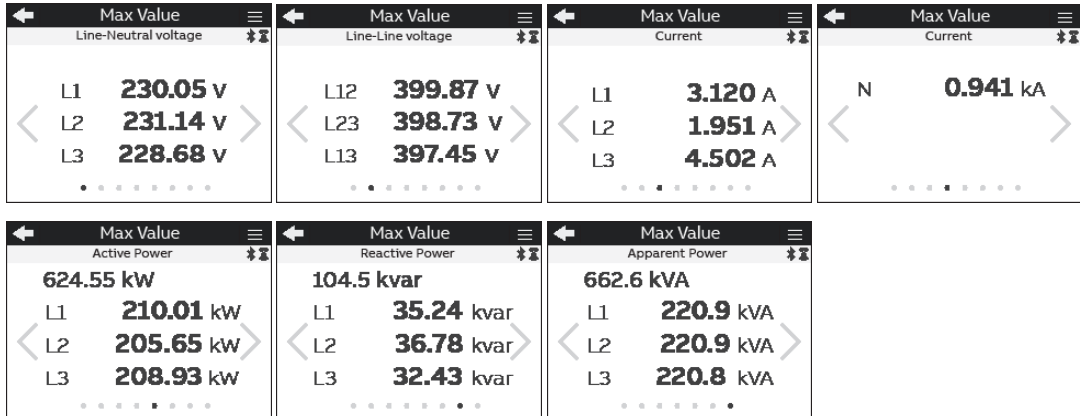 Max Value
Line-Neutral voltage
L1 230.05 V
L2 231.14 V
L3 228.68 V
Max Value
Line-Line voltage
L12 399.87 V
L23 398.73 V
L13 397.45 V
Max Value
Current
L1 3.120 A
L2 1.951 A
L3 4.502 A
Max Value
Current
N 0.941 kA
Max Value
Active Power
624.55 kW
L1 210.01 kW
L2 205.65 kW
L3 208.93 kW
Max Value
Reactive Power
104.5 kvar
L1 35.24 kvar
L2 36.78 kvar
L3 32.43 kvar
Max Value
Apparent Power
662.6 kVA
L1 220.9 kVA
L2 220.9 kVA
L3 220.8 kVA